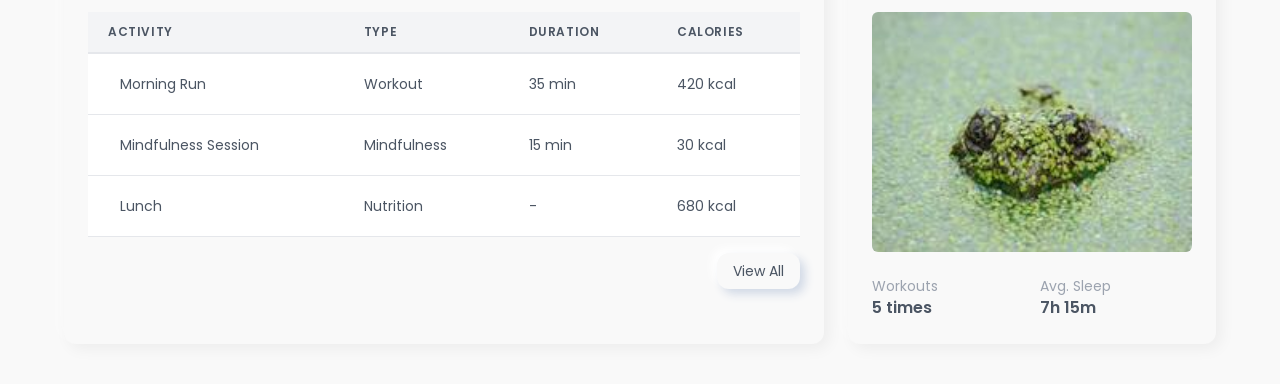 ACTIVITY TYPE DURATION CALORIES
Morning Run Workout 35 min 420 kcal
Mindfulness Session Mindfulness 15 min 30 kcal
Lunch Nutrition - 680 kcal
View All
Workouts Avg. Sleep
5 times 7h 15m